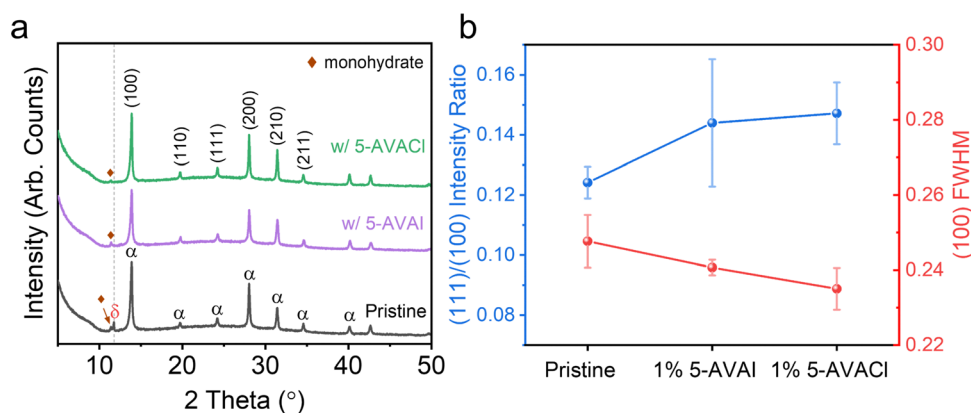 a
◆ monohydrate
(100)
(110)
(111)
(200)
(210)
(211)
w/ 5-AVACl
w/ 5-AVAI
Pristine
α
δ
α
α
α
α
α
α
Intensity (Arb. Counts)
10
20
30
40
50
2 Theta (°)
b
0.16
0.14
0.12
0.10
0.08
(111)/(100) Intensity Ratio
0.30
0.28
0.26
0.24
0.22
(100) FWHM
Pristine
1% 5-AVAI
1% 5-AVACl